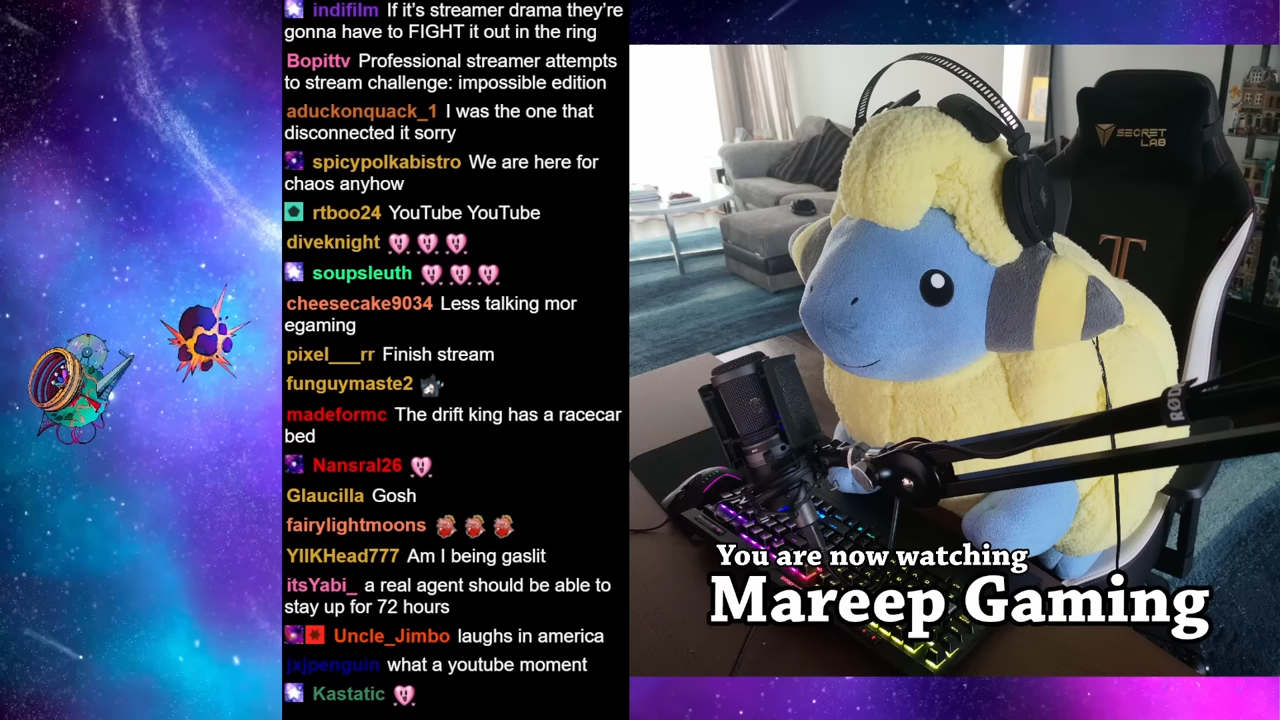 indifilm If it's streamer drama they're
gonna have to FIGHT it out in the ring
Bopittv Professional streamer attempts
to stream challenge: impossible edition
aduckonquack_1 I was the one that
disconnected it sorry
spicypolkabistro We are here for
chaos anyhow
rtboo24 YouTube YouTube
diveknight
soupsleuth
cheesecake9034 Less talking mor
egaming
pixel___rr Finish stream
funguymaste2
madeformc The drift king has a racecar
bed
Nansral26
Glaucilla Gosh
fairylightmoons
YIIKHead777 Am I being gaslit
itsYabi_ a real agent should be able to
stay up for 72 hours
Uncle_Jimbo laughs in america
jxjpenguin what a youtube moment
Kastatic
SECRET
LAB
RØDE
You are now watching
Mareep Gaming